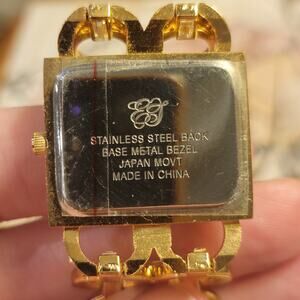 STAINLESS STEEL BACK
BASE METAL BEZEL
JAPAN MOVT
MADE IN CHINA